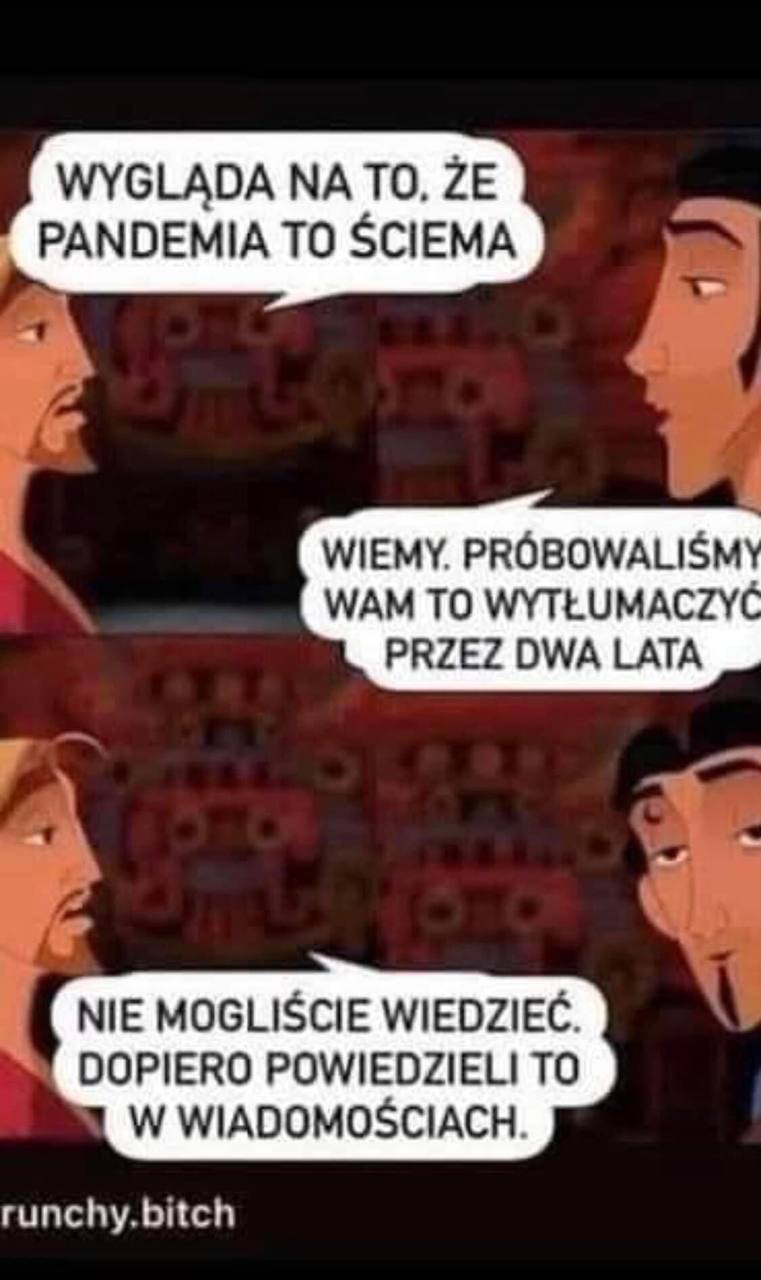 WYGLĄDA NA TO, ŻE
PANDEMIA TO ŚCIEMA
WIEMY. PRÓBOWALIŚMY
WAM TO WYTŁUMACZYĆ
PRZEZ DWA LATA
NIE MOGLIŚCIE WIEDZIEĆ.
DOPIERO POWIEDZIELI TO
W WIADOMOŚCIACH.
runchy.bitch